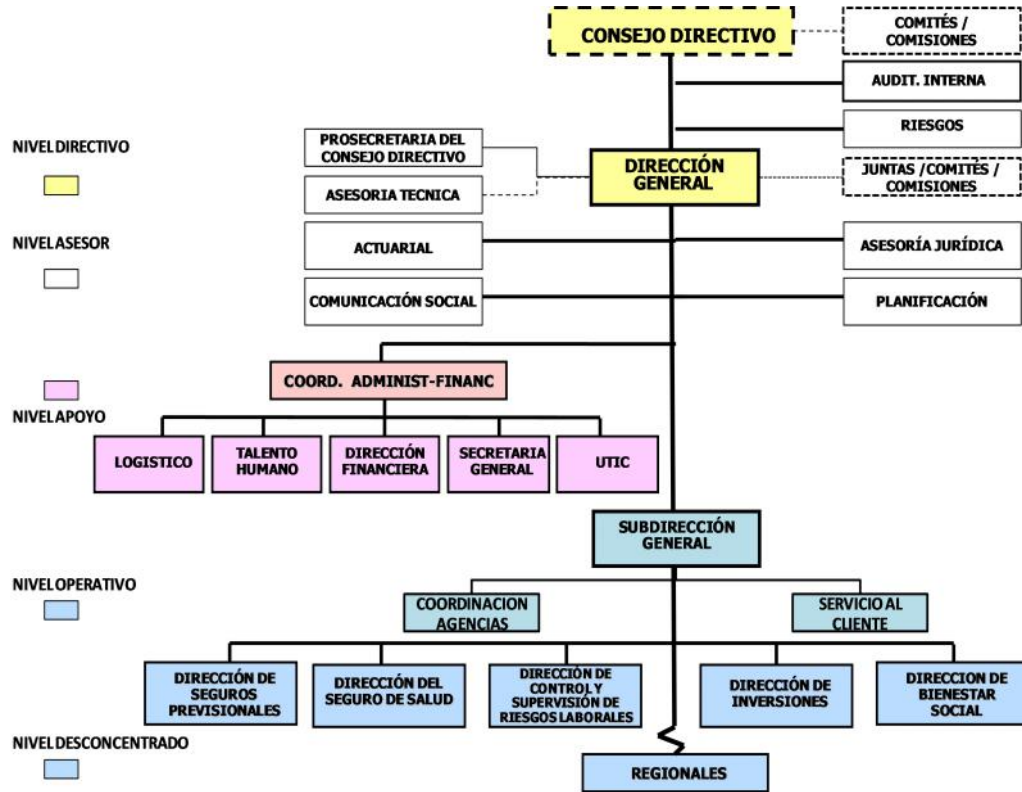 CONSEJO DIRECTIVO
COMITÉS /
COMISIONES
AUDIT. INTERNA
RIESGOS
NIVEL DIRECTIVO
PROSECRETARIA DEL
CONSEJO DIRECTIVO
DIRECCIÓN
GENERAL
JUNTAS /COMITÉS /
COMISIONES
ASESORIA TECNICA
NIVEL ASESOR
ACTUARIAL
ASESORÍA JURÍDICA
COMUNICACIÓN SOCIAL
PLANIFICACIÓN
COORD. ADMINIST-FINANC
NIVEL APOYO
LOGISTICO
TALENTO
HUMANO
DIRECCIÓN
FINANCIERA
SECRETARIA
GENERAL
UTIC
SUBDIRECCIÓN
GENERAL
NIVEL OPERATIVO
COORDINACION
AGENCIAS
SERVICIO AL
CLIENTE
DIRECCIÓN DE
SEGUROS
PREVISIONALES
DIRECCIÓN DEL
SEGURO DE SALUD
DIRECCIÓN DE
CONTROL Y
SUPERVISIÓN DE
RIESGOS LABORALES
DIRECCIÓN DE
INVERSIONES
DIRECCION DE
BIENESTAR
SOCIAL
NIVEL DESCONCENTRADO
REGIONALES